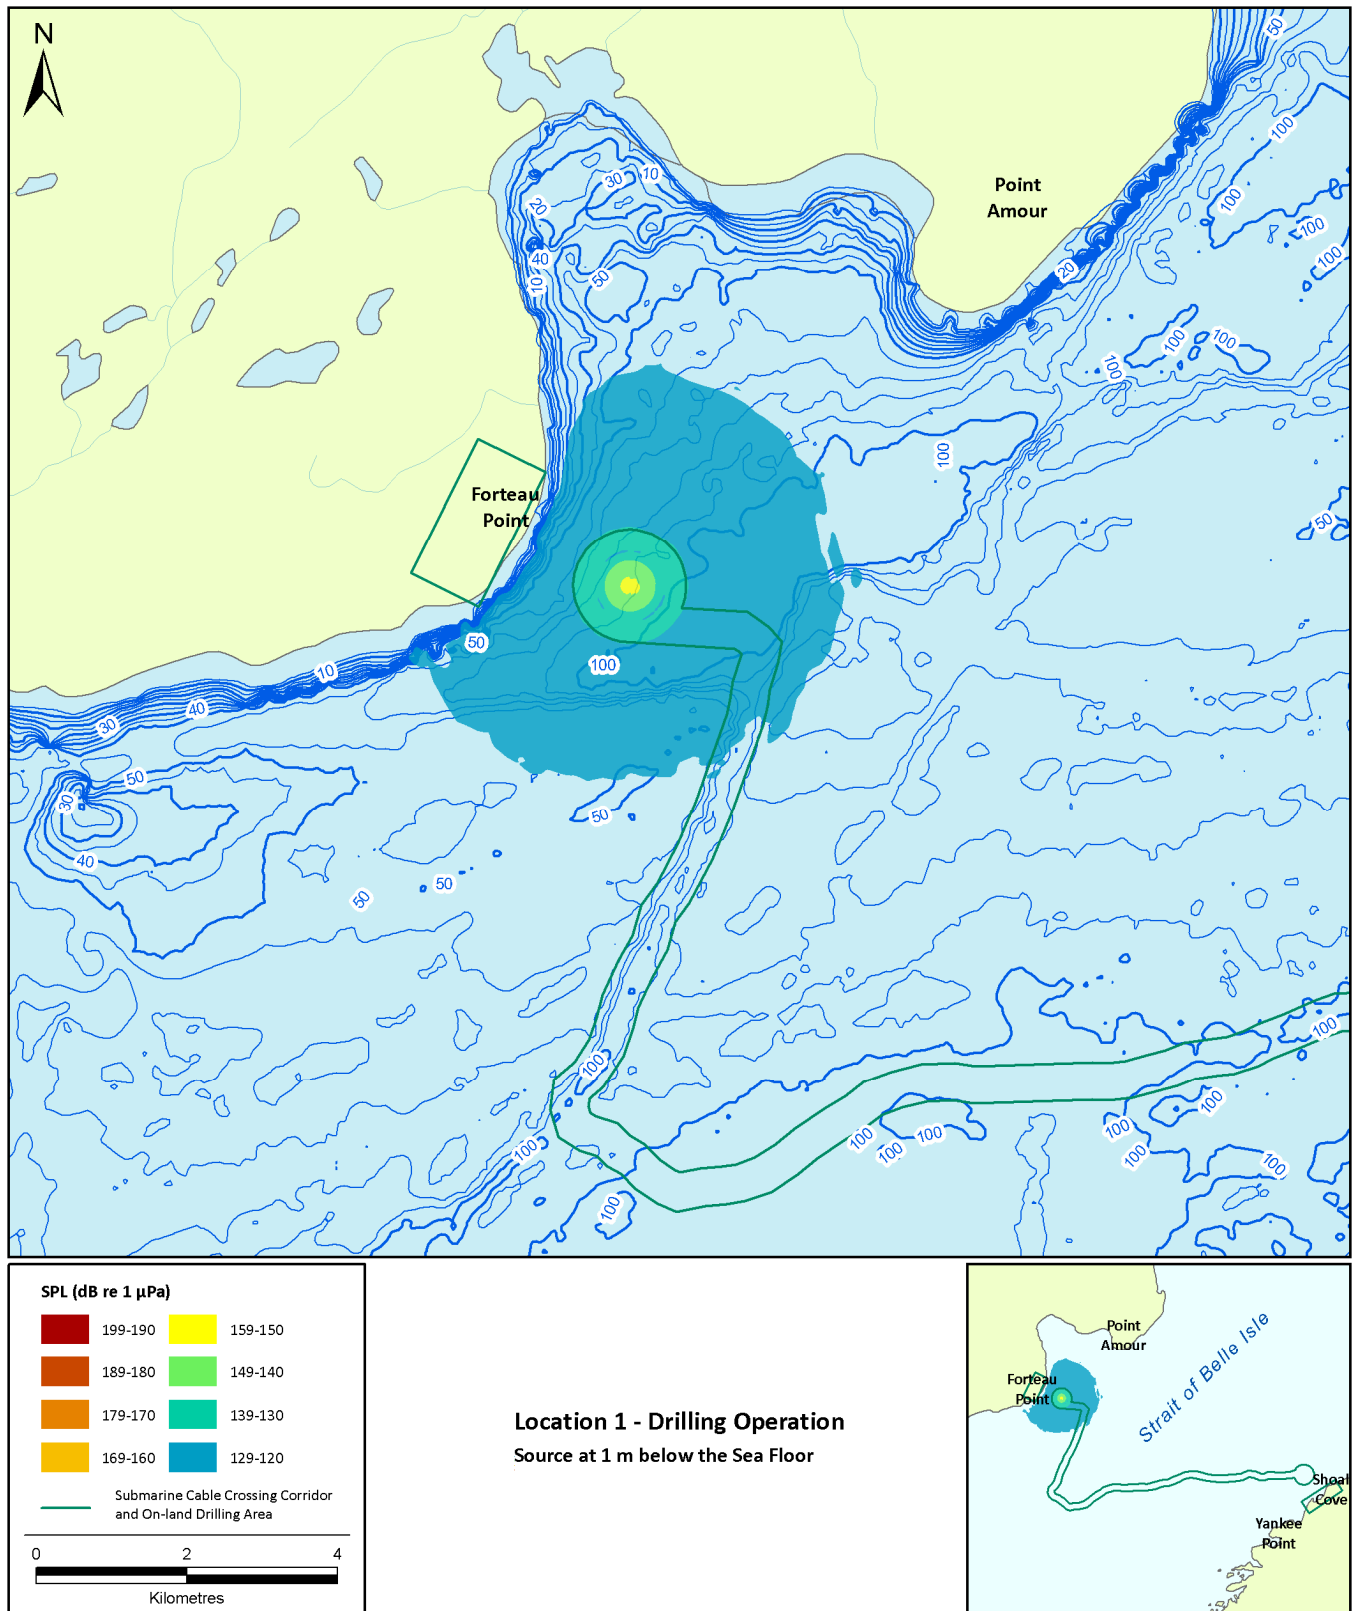 N
50
100
100
100
100
20
100
100
100
Point
Amour
30
10
20
40
10
50
100
50
Forteau
Point
50
100
10
40
30
50
30
40
50
50
50
100
100
100
100
100
100
100
100
100
100
100
SPL (dB re 1 µPa)
199-190
159-150
189-180
149-140
179-170
139-130
169-160
129-120
Submarine Cable Crossing Corridor
and On-land Drilling Area
0 2 4
Kilometres
Location 1 - Drilling Operation
Source at 1 m below the Sea Floor
Point
Amour
Strait of Belle Isle
Forteau
Point
Shoal
Cove
Yankee
Point